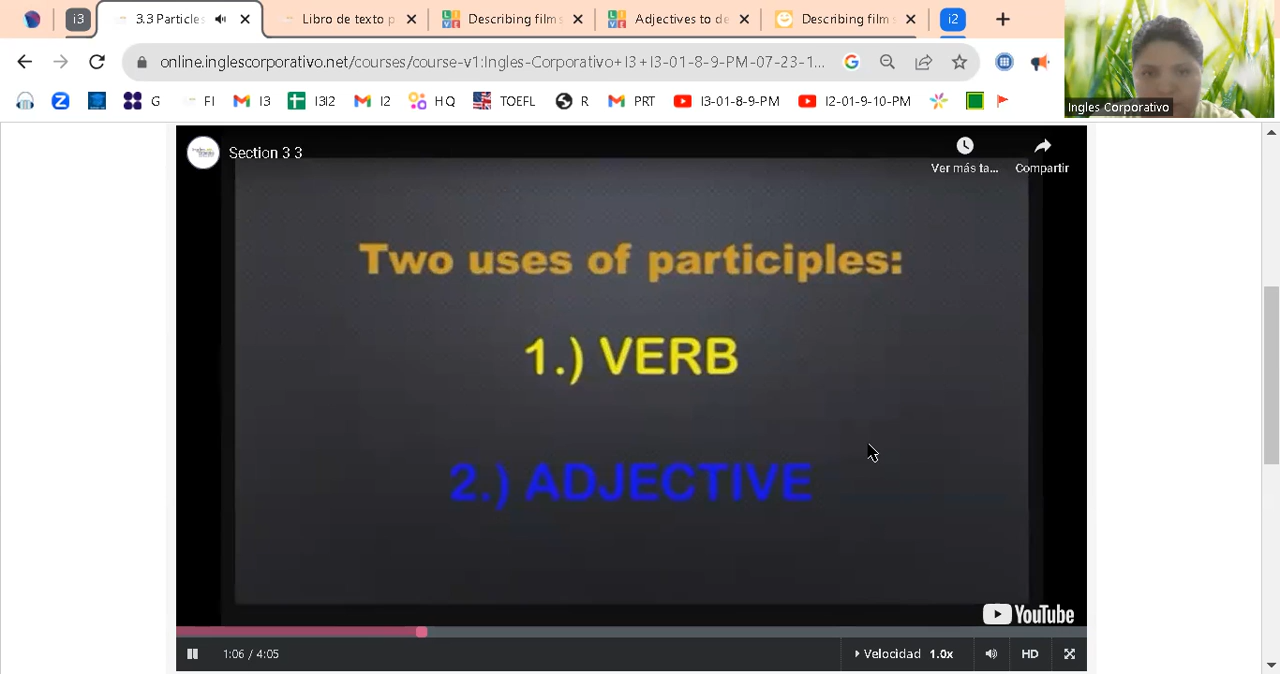 i3
3.3 Particles
Libro de texto p
Describing film
Adjectives to de
Describing film
i2
online.inglescorporativo.net/courses/course-v1:Ingles-Corporativo+I3+I3-01-8-9-PM-07-23-1...
G
FI
I3
I3I2
I2
HQ
TOEFL
R
PRT
I3-01-8-9-PM
I2-01-9-10-PM
Ingles Corporativo
Section 3 3
Ver más ta...
Compartir
Two uses of participles:
1.) VERB
2.) ADJECTIVE
YouTube
1:06 / 4:05
Velocidad 1.0x
HD